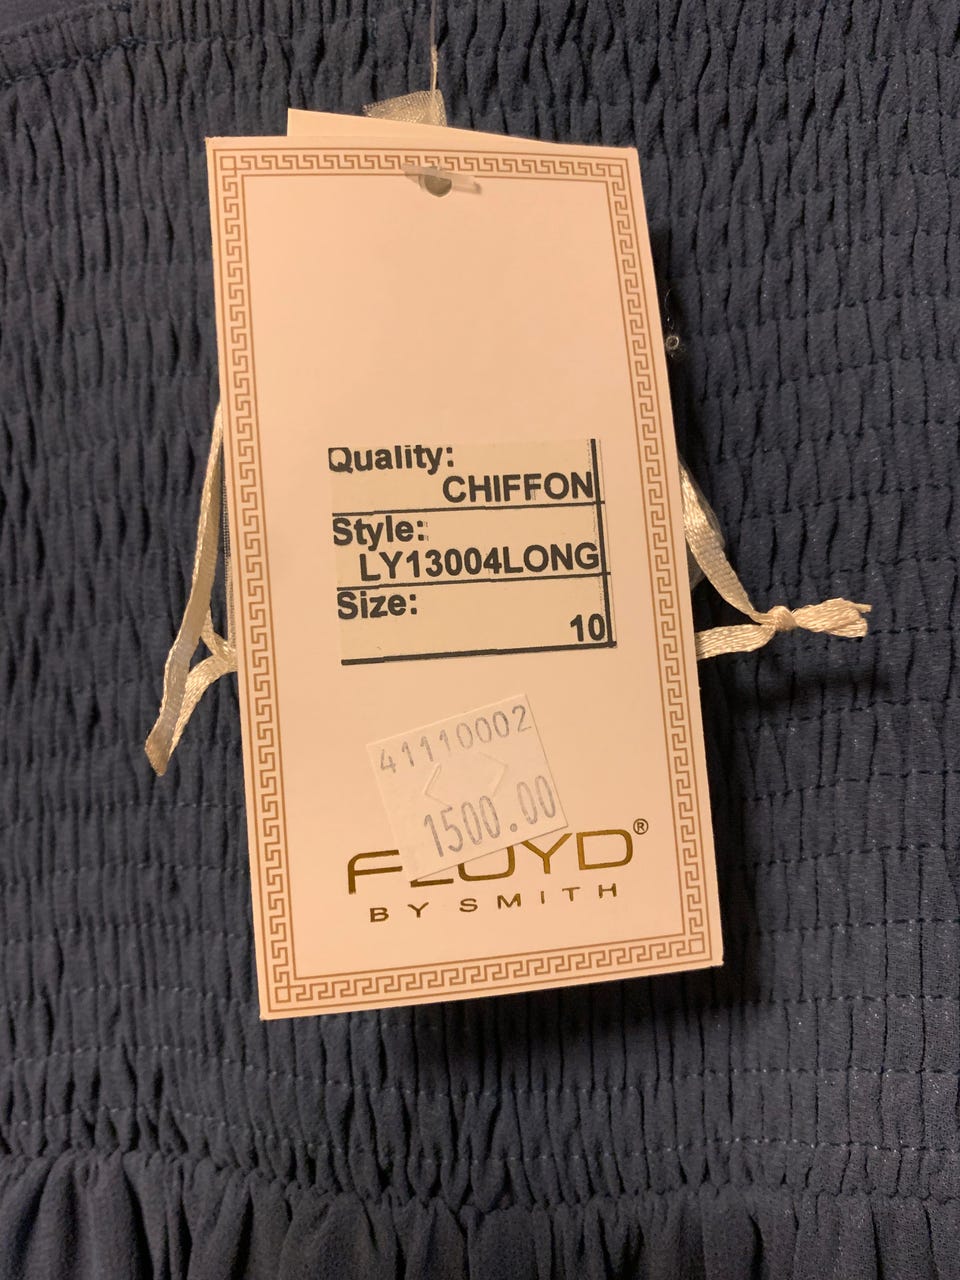 Quality:
CHIFFON
Style:
LY13004LONG
Size:
10
41110002
1500.00
FLOYD®
BY SMITH